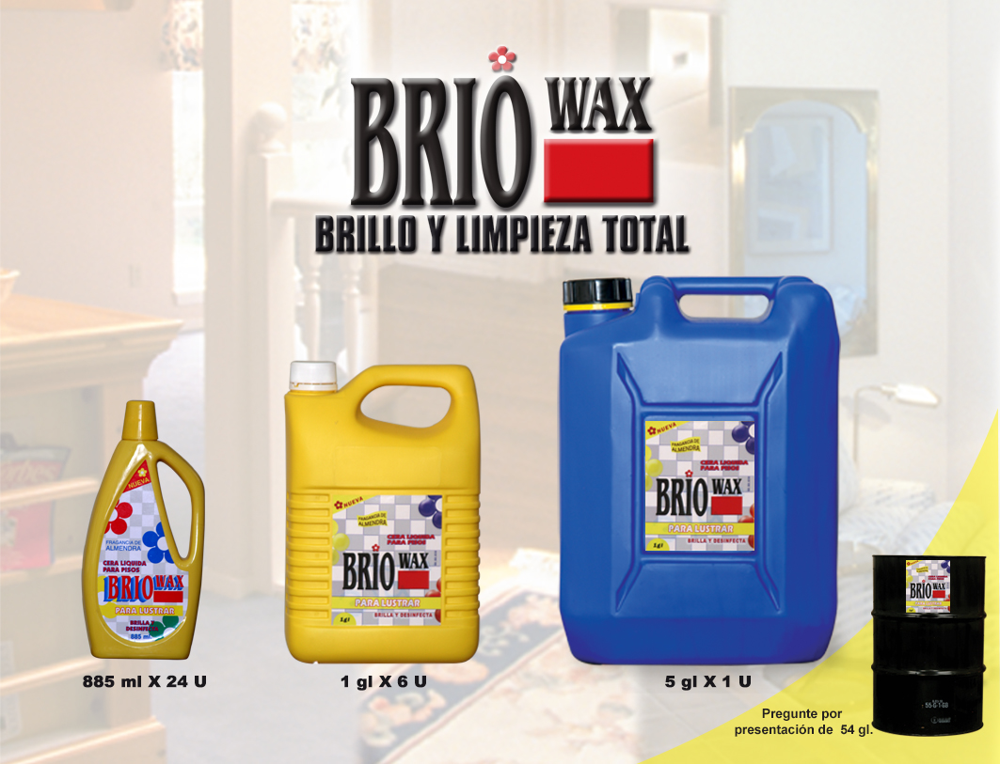 BRIO WAX
BRILLO Y LIMPIEZA TOTAL
NUEVA
FRAGANCIA DE
ALMENDRA
CERA LIQUIDA
PARA PISOS
BRIO WAX
PARA LUSTRAR
BRILLA Y
DESINFECTA
885 ml.
885 ml X 24 U
NUEVA
FRAGANCIA DE
ALMENDRA
CERA LIQUIDA
PARA PISOS
BRIO WAX
PARA LUSTRAR
1gl
BRILLA Y DESINFECTA
1 gl X 6 U
NUEVA
FRAGANCIA DE
ALMENDRA
CERA LIQUIDA
PARA PISOS
BRIO WAX
PARA LUSTRAR
1gl
BRILLA Y DESINFECTA
5 gl X 1 U
BRIO WAX
Pregunte por
presentación de 54 gl.